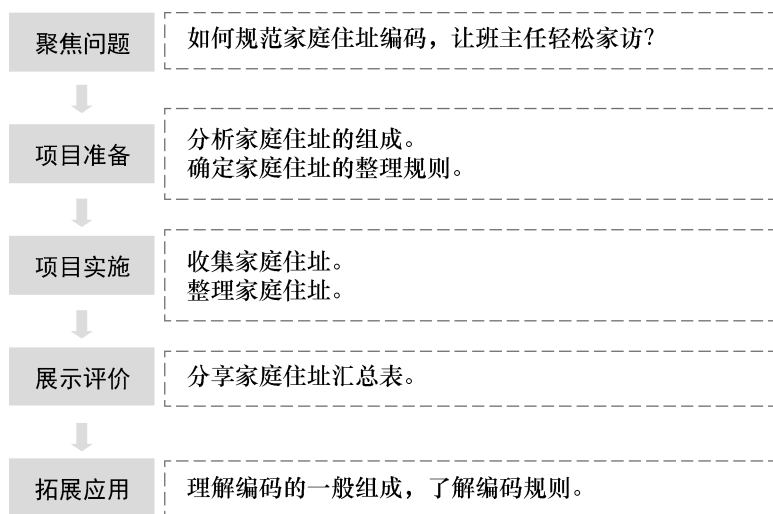 聚焦问题
如何规范家庭住址编码，让班主任轻松家访？
项目准备
分析家庭住址的组成。
确定家庭住址的整理规则。
项目实施
收集家庭住址。
整理家庭住址。
展示评价
分享家庭住址汇总表。
拓展应用
理解编码的一般组成，了解编码规则。